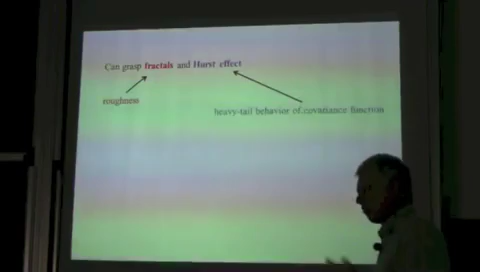 Can grasp fractals and Hurst effect
roughness
heavy-tail behavior of covariance function